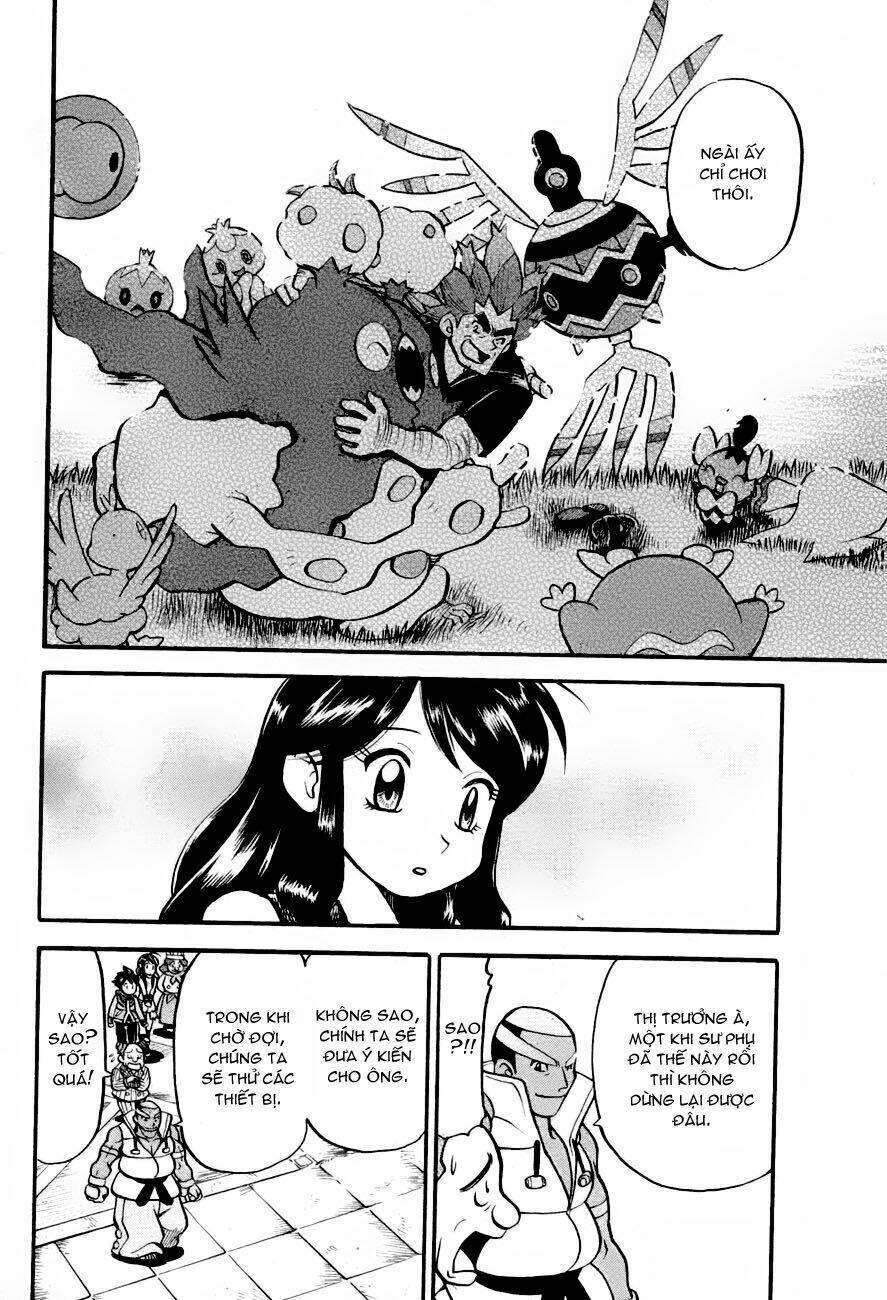 NGÀI ẤY
CHỈ CHƠI
THÔI.
THỊ TRƯỞNG À,
MỘT KHI SƯ PHỤ
ĐÃ THẾ NÀY RỒI
THÌ KHÔNG
DỪNG LẠI ĐƯỢC
ĐÂU.
SAO
?!!
KHÔNG SAO,
CHÍNH TA SẼ
ĐƯA Ý KIẾN
CHO ÔNG.
TRONG KHI
CHỜ ĐỢI,
CHÚNG TA
SẼ THỬ CÁC
THIẾT BỊ.
VẬY
SAO?
TỐT
QUÁ!